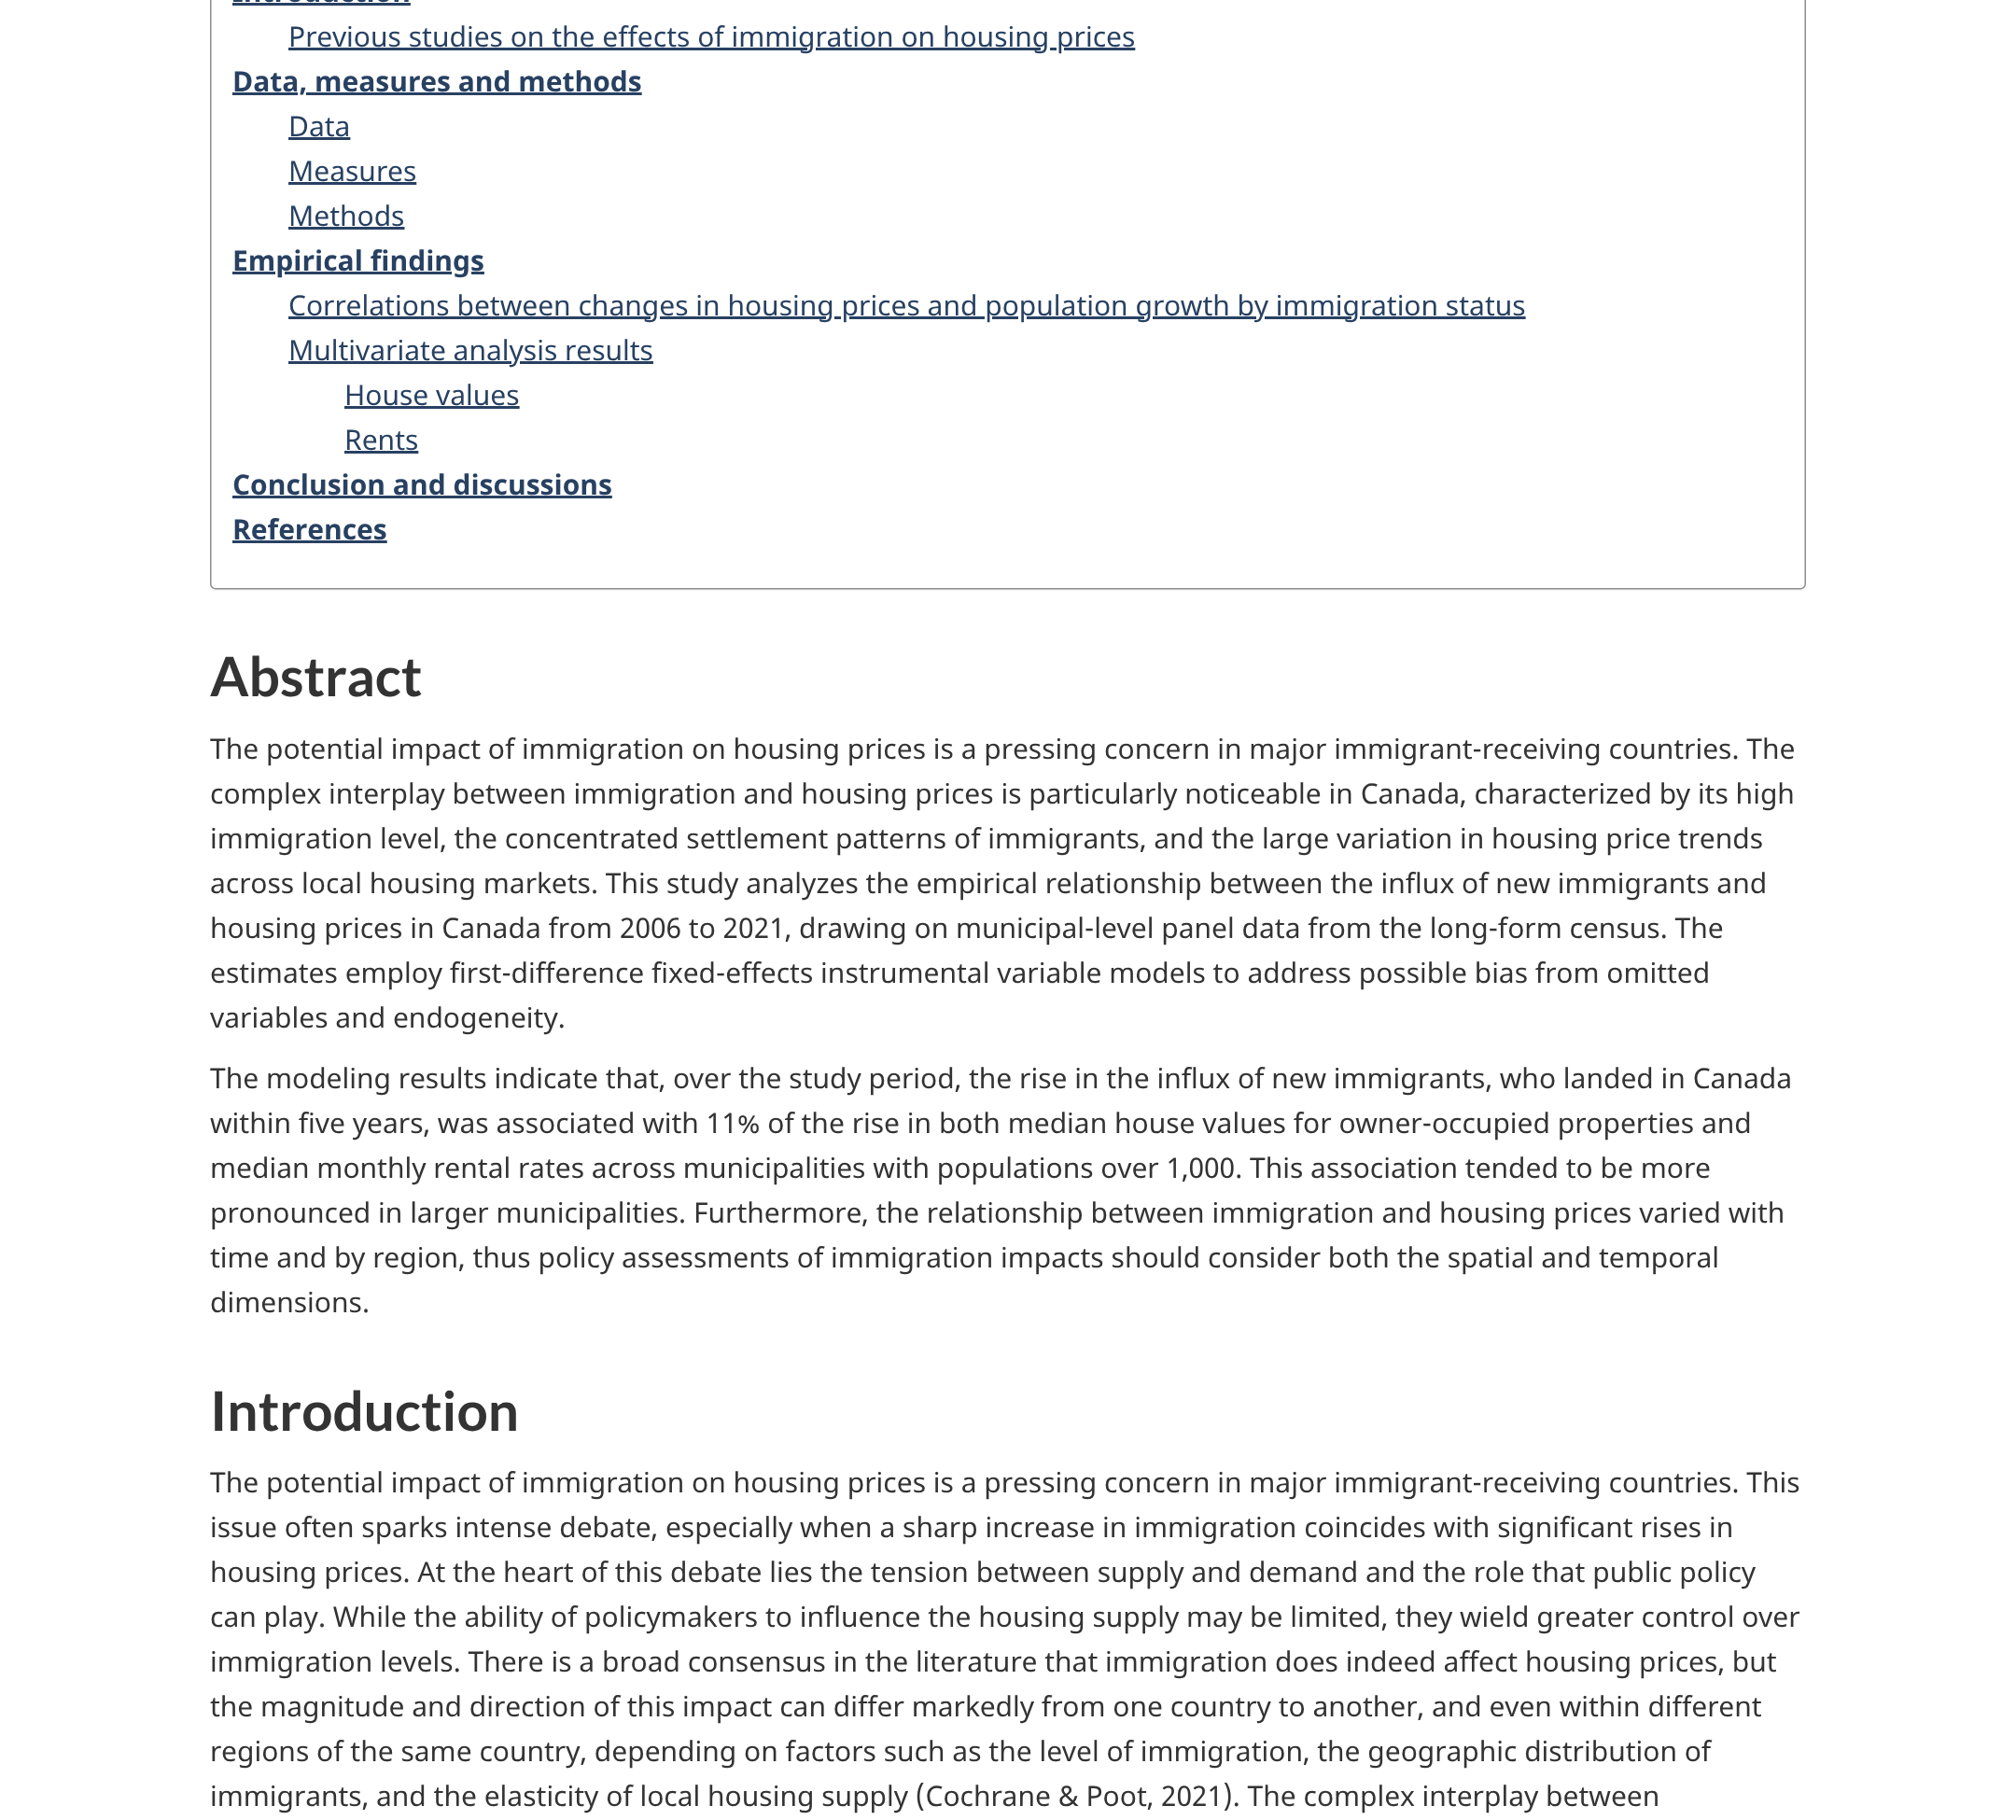 Introduction
Previous studies on the effects of immigration on housing prices
Data, measures and methods
Data
Measures
Methods
Empirical findings
Correlations between changes in housing prices and population growth by immigration status
Multivariate analysis results
House values
Rents
Conclusion and discussions
References
Abstract
The potential impact of immigration on housing prices is a pressing concern in major immigrant-receiving countries. The
complex interplay between immigration and housing prices is particularly noticeable in Canada, characterized by its high
immigration level, the concentrated settlement patterns of immigrants, and the large variation in housing price trends
across local housing markets. This study analyzes the empirical relationship between the influx of new immigrants and
housing prices in Canada from 2006 to 2021, drawing on municipal-level panel data from the long-form census. The
estimates employ first-difference fixed-effects instrumental variable models to address possible bias from omitted
variables and endogeneity.
The modeling results indicate that, over the study period, the rise in the influx of new immigrants, who landed in Canada
within five years, was associated with 11% of the rise in both median house values for owner-occupied properties and
median monthly rental rates across municipalities with populations over 1,000. This association tended to be more
pronounced in larger municipalities. Furthermore, the relationship between immigration and housing prices varied with
time and by region, thus policy assessments of immigration impacts should consider both the spatial and temporal
dimensions.
Introduction
The potential impact of immigration on housing prices is a pressing concern in major immigrant-receiving countries. This
issue often sparks intense debate, especially when a sharp increase in immigration coincides with significant rises in
housing prices. At the heart of this debate lies the tension between supply and demand and the role that public policy
can play. While the ability of policymakers to influence the housing supply may be limited, they wield greater control over
immigration levels. There is a broad consensus in the literature that immigration does indeed affect housing prices, but
the magnitude and direction of this impact can differ markedly from one country to another, and even within different
regions of the same country, depending on factors such as the level of immigration, the geographic distribution of
immigrants, and the elasticity of local housing supply (Cochrane & Poot, 2021). The complex interplay between